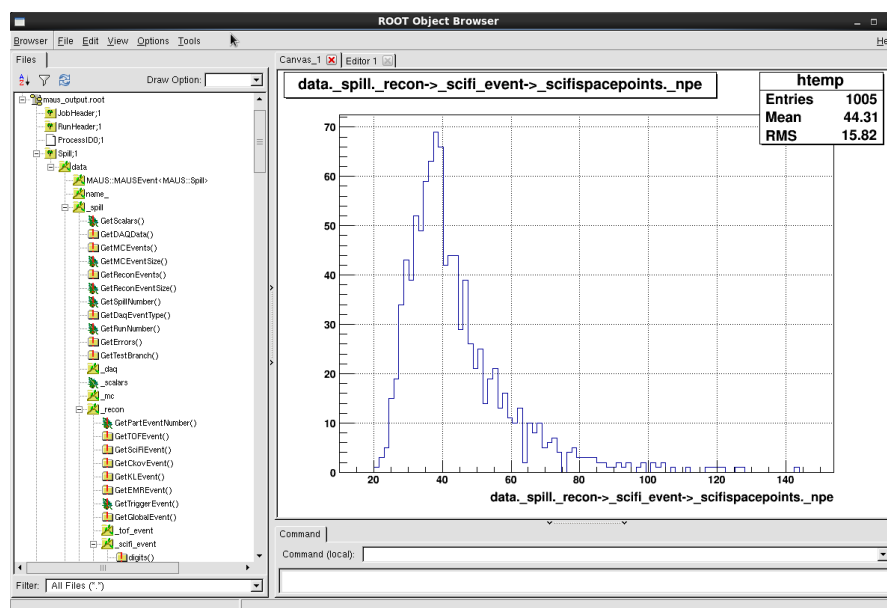 ROOT Object Browser
Browser File Edit View Options Tools
Files
Draw Option:
maus_output.root
JobHeader;1
RunHeader;1
ProcessID0;1
Spill;1
data
MAUS::MAUSEvent<MAUS::Spill>
name_
_spill
GetScalars()
GetDAQData()
GetMCEvents()
GetMCEventSize()
GetReconEvents()
GetReconEventSize()
GetSpillNumber()
GetDaqEventType()
GetRunNumber()
GetErrors()
GetTestBranch()
_daq
_scalars
_mc
_recon
GetPartEventNumber()
GetTOFEvent()
GetSciFiEvent()
GetCkovEvent()
GetKLEvent()
GetEMREvent()
GetTriggerEvent()
GetGlobalEvent()
_tof_event
_scifi_event
digits()
Filter: All Files (*.*)
Canvas_1 Editor 1
data._spill._recon->_scifi_event->_scifispacepoints._npe
htemp
Entries 1005
Mean 44.31
RMS 15.82
70
60
50
40
30
20
10
0
20 40 60 80 100 120 140
data._spill._recon->_scifi_event->_scifispacepoints._npe
Command
Command (local):